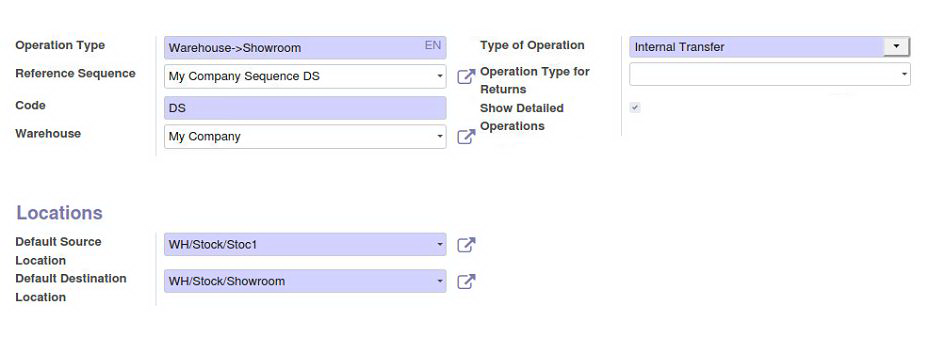 Operation Type
Warehouse->Showroom
EN
Type of Operation
Internal Transfer
Reference Sequence
My Company Sequence DS
Operation Type for
Returns
Code
DS
Show Detailed
Operations
Warehouse
My Company
Locations
Default Source
Location
WH/Stock/Stoc1
Default Destination
Location
WH/Stock/Showroom